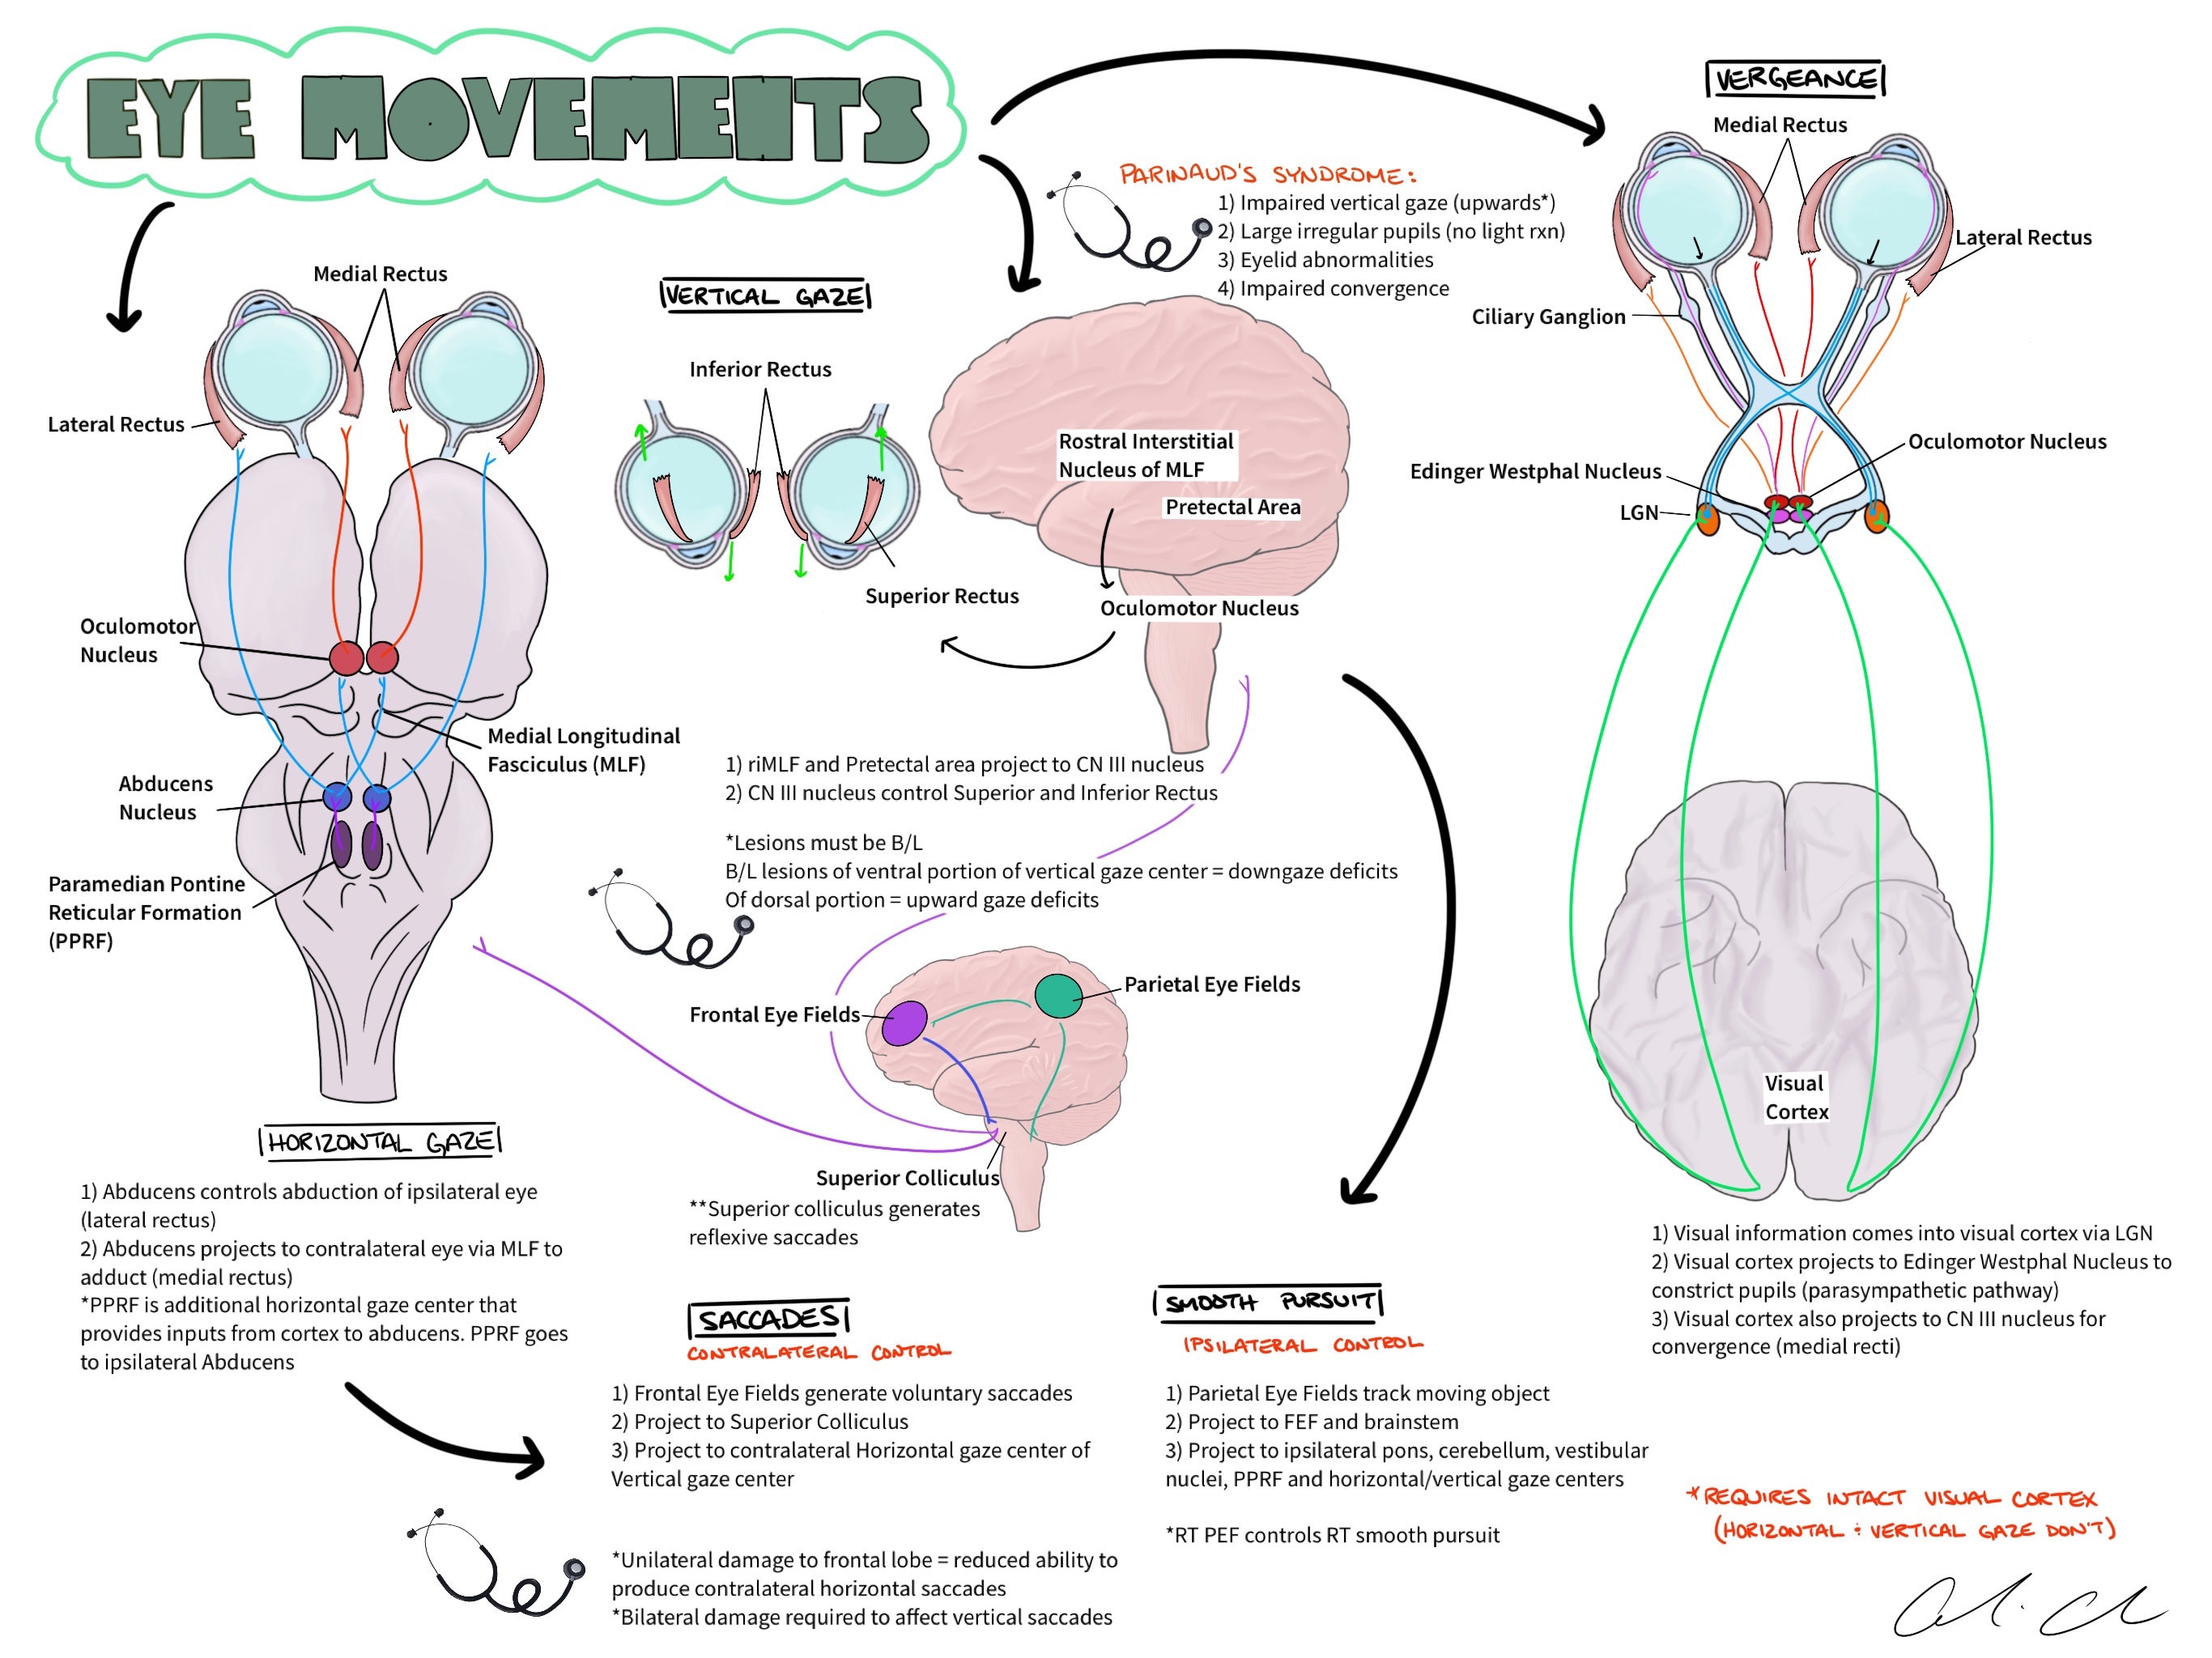 EYE MOVEMENTS
VERGEANCE
Medial Rectus
Lateral Rectus
Ciliary Ganglion
Oculomotor Nucleus
Edinger Westphal Nucleus
LGN
Visual
Cortex
1) Visual information comes into visual cortex via LGN
2) Visual cortex projects to Edinger Westphal Nucleus to
constrict pupils (parasympathetic pathway)
3) Visual cortex also projects to CN III nucleus for
convergence (medial recti)
*REQUIRES INTACT VISUAL CORTEX
(HORIZONTAL + VERTICAL GAZE DON'T)
PARINAUD'S SYNDROME:
1) Impaired vertical gaze (upwards*)
2) Large irregular pupils (no light rxn)
3) Eyelid abnormalities
4) Impaired convergence
VERTICAL GAZE
Inferior Rectus
Superior Rectus
Rostral Interstitial
Nucleus of MLF
Pretectal Area
Oculomotor Nucleus
1) riMLF and Pretectal area project to CN III nucleus
2) CN III nucleus control Superior and Inferior Rectus
*Lesions must be B/L
B/L lesions of ventral portion of vertical gaze center = downgaze deficits
Of dorsal portion = upward gaze deficits
Medial Rectus
Lateral Rectus
Oculomotor
Nucleus
Medial Longitudinal
Fasciculus (MLF)
Abducens
Nucleus
Paramedian Pontine
Reticular Formation
(PPRF)
HORIZONTAL GAZE
1) Abducens controls abduction of ipsilateral eye
(lateral rectus)
2) Abducens projects to contralateral eye via MLF to
adduct (medial rectus)
*PPRF is additional horizontal gaze center that
provides inputs from cortex to abducens. PPRF goes
to ipsilateral Abducens
Frontal Eye Fields
Parietal Eye Fields
Superior Colliculus
**Superior colliculus generates
reflexive saccades
SACCADES
CONTRALATERAL CONTROL
1) Frontal Eye Fields generate voluntary saccades
2) Project to Superior Colliculus
3) Project to contralateral Horizontal gaze center of
Vertical gaze center
*Unilateral damage to frontal lobe = reduced ability to
produce contralateral horizontal saccades
*Bilateral damage required to affect vertical saccades
SMOOTH PURSUIT
IPSILATERAL CONTROL
1) Parietal Eye Fields track moving object
2) Project to FEF and brainstem
3) Project to ipsilateral pons, cerebellum, vestibular
nuclei, PPRF and horizontal/vertical gaze centers
*RT PEF controls RT smooth pursuit